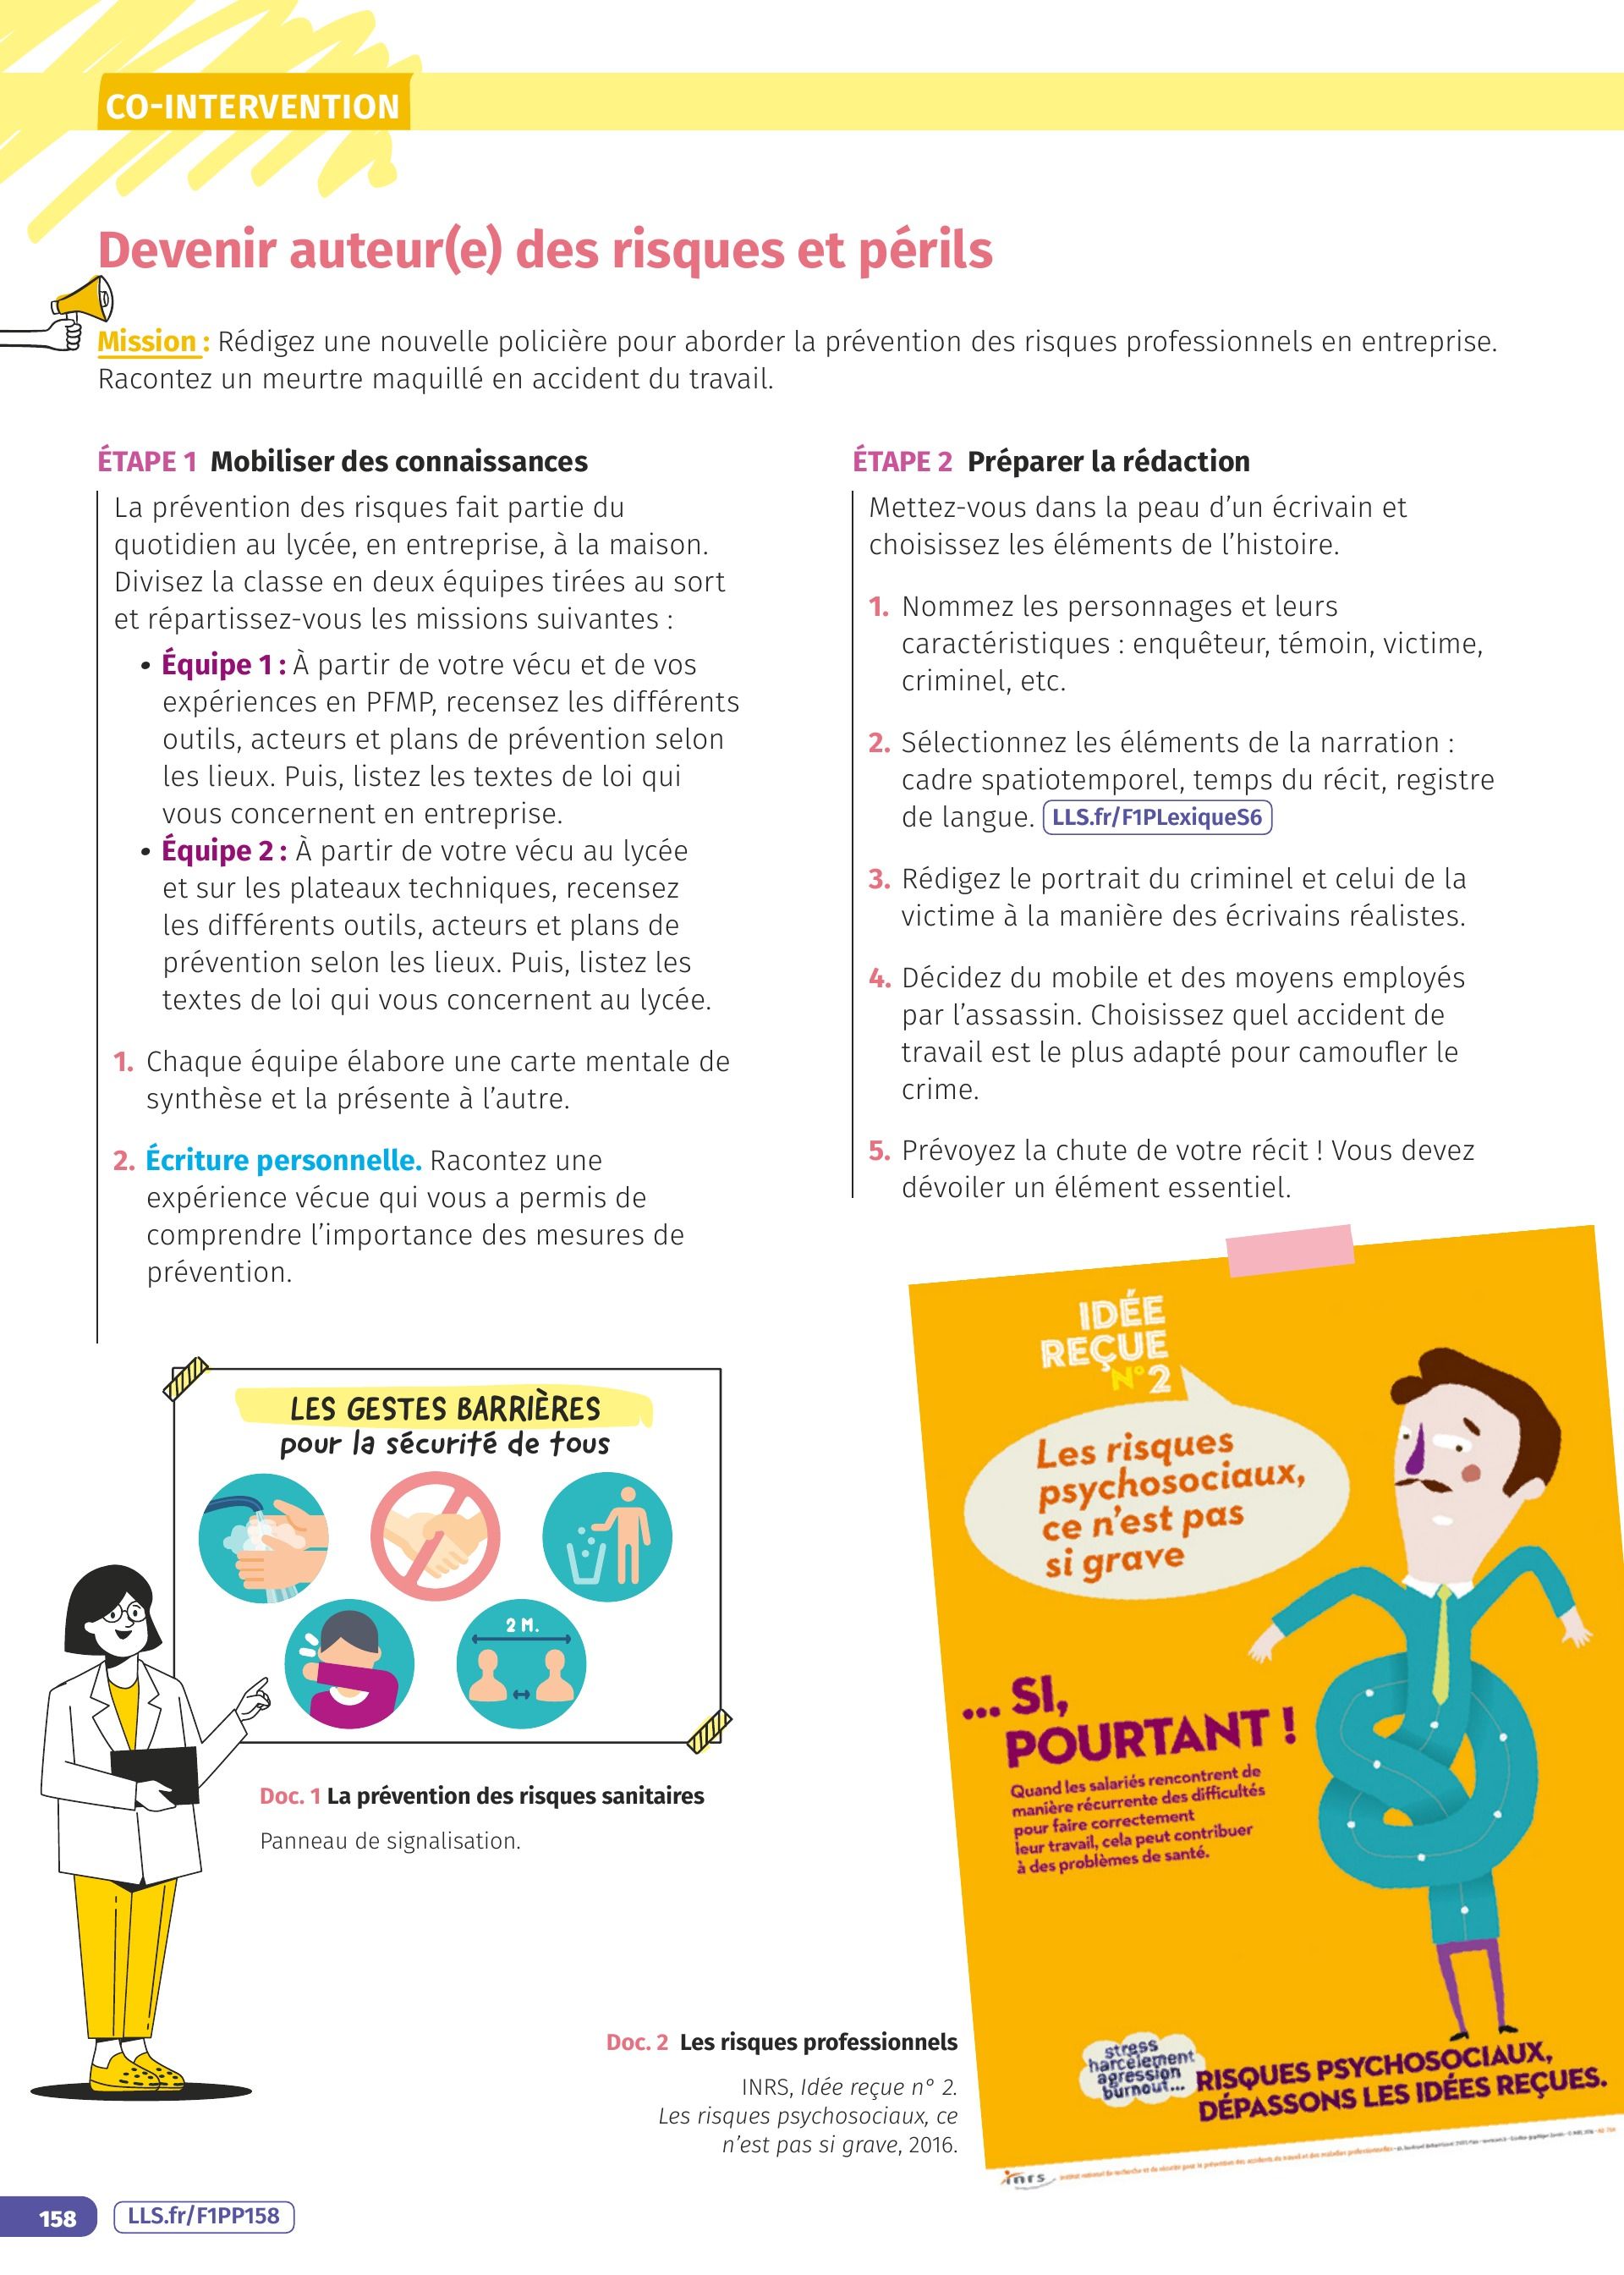 CO-INTERVENTION
Devenir auteur(e) des risques et périls
Mission : Rédigez une nouvelle policière pour aborder la prévention des risques professionnels en entreprise.
Racontez un meurtre maquillé en accident du travail.
ÉTAPE 1 Mobiliser des connaissances
La prévention des risques fait partie du
quotidien au lycée, en entreprise, à la maison.
Divisez la classe en deux équipes tirées au sort
et répartissez-vous les missions suivantes :
• Équipe 1 : À partir de votre vécu et de vos
expériences en PFMP, recensez les différents
outils, acteurs et plans de prévention selon
les lieux. Puis, listez les textes de loi qui
vous concernent en entreprise.
• Équipe 2 : À partir de votre vécu au lycée
et sur les plateaux techniques, recensez
les différents outils, acteurs et plans de
prévention selon les lieux. Puis, listez les
textes de loi qui vous concernent au lycée.
1. Chaque équipe élabore une carte mentale de
synthèse et la présente à l'autre.
2. Écriture personnelle. Racontez une
expérience vécue qui vous a permis de
comprendre l'importance des mesures de
prévention.
ÉTAPE 2 Préparer la rédaction
Mettez-vous dans la peau d'un écrivain et
choisissez les éléments de l'histoire.
1. Nommez les personnages et leurs
caractéristiques : enquêteur, témoin, victime,
criminel, etc.
2. Sélectionnez les éléments de la narration :
cadre spatiotemporel, temps du récit, registre
de langue. LLS.fr/F1PLexiqueS6
3. Rédigez le portrait du criminel et celui de la
victime à la manière des écrivains réalistes.
4. Décidez du mobile et des moyens employés
par l'assassin. Choisissez quel accident de
travail est le plus adapté pour camoufler le
crime.
5. Prévoyez la chute de votre récit ! Vous devez
dévoiler un élément essentiel.
LES GESTES BARRIÈRES
pour la sécurité de tous
2 M.
Doc. 1 La prévention des risques sanitaires
Panneau de signalisation.
IDÉE
REÇUE
N°2
Les risques
psychosociaux,
ce n'est pas
si grave
... SI,
POURTANT !
Quand les salariés rencontrent de
manière récurrente des difficultés
pour faire correctement
leur travail, cela peut contribuer
à des problèmes de santé.
stress
harcèlement
agression
burnout...
RISQUES PSYCHOSOCIAUX,
DÉPASSONS LES IDÉES REÇUES.
inrs
Doc. 2 Les risques professionnels
INRS, Idée reçue n° 2.
Les risques psychosociaux, ce
n'est pas si grave, 2016.
158
LLS.fr/F1PP158